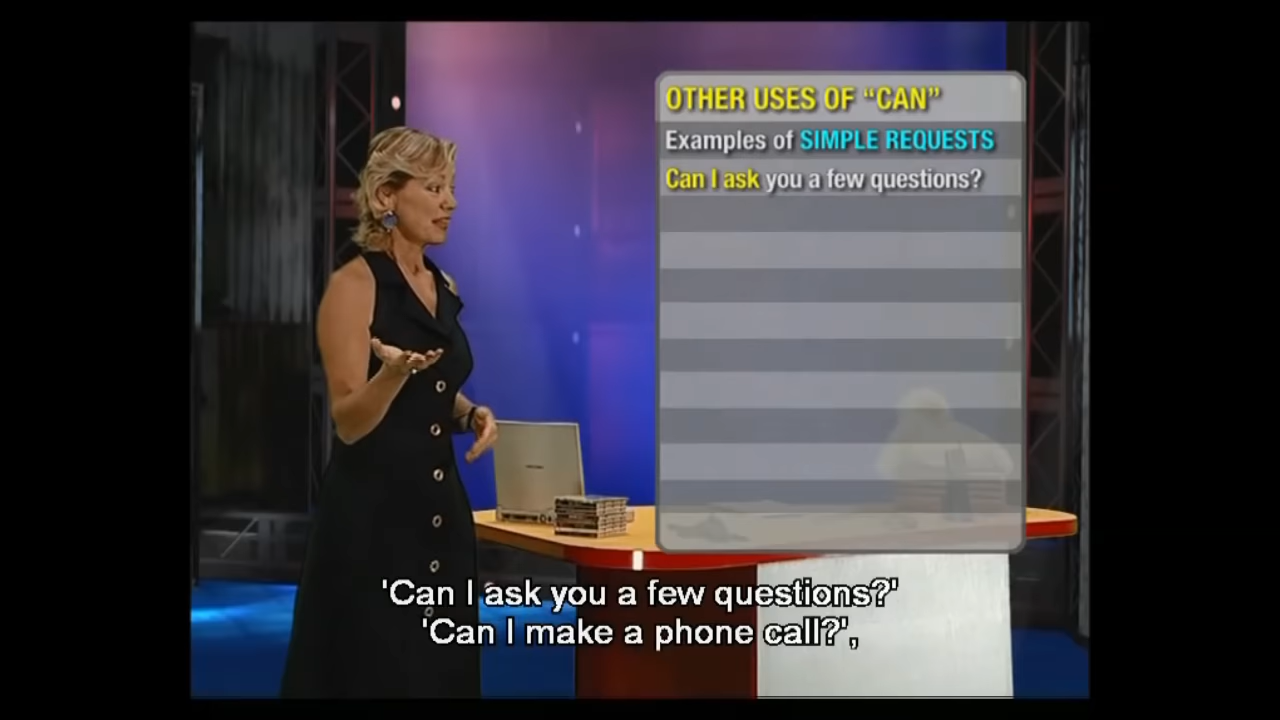 OTHER USES OF “CAN”
Examples of SIMPLE REQUESTS
Can I ask you a few questions?
'Can I ask you a few questions?'
'Can I make a phone call?',